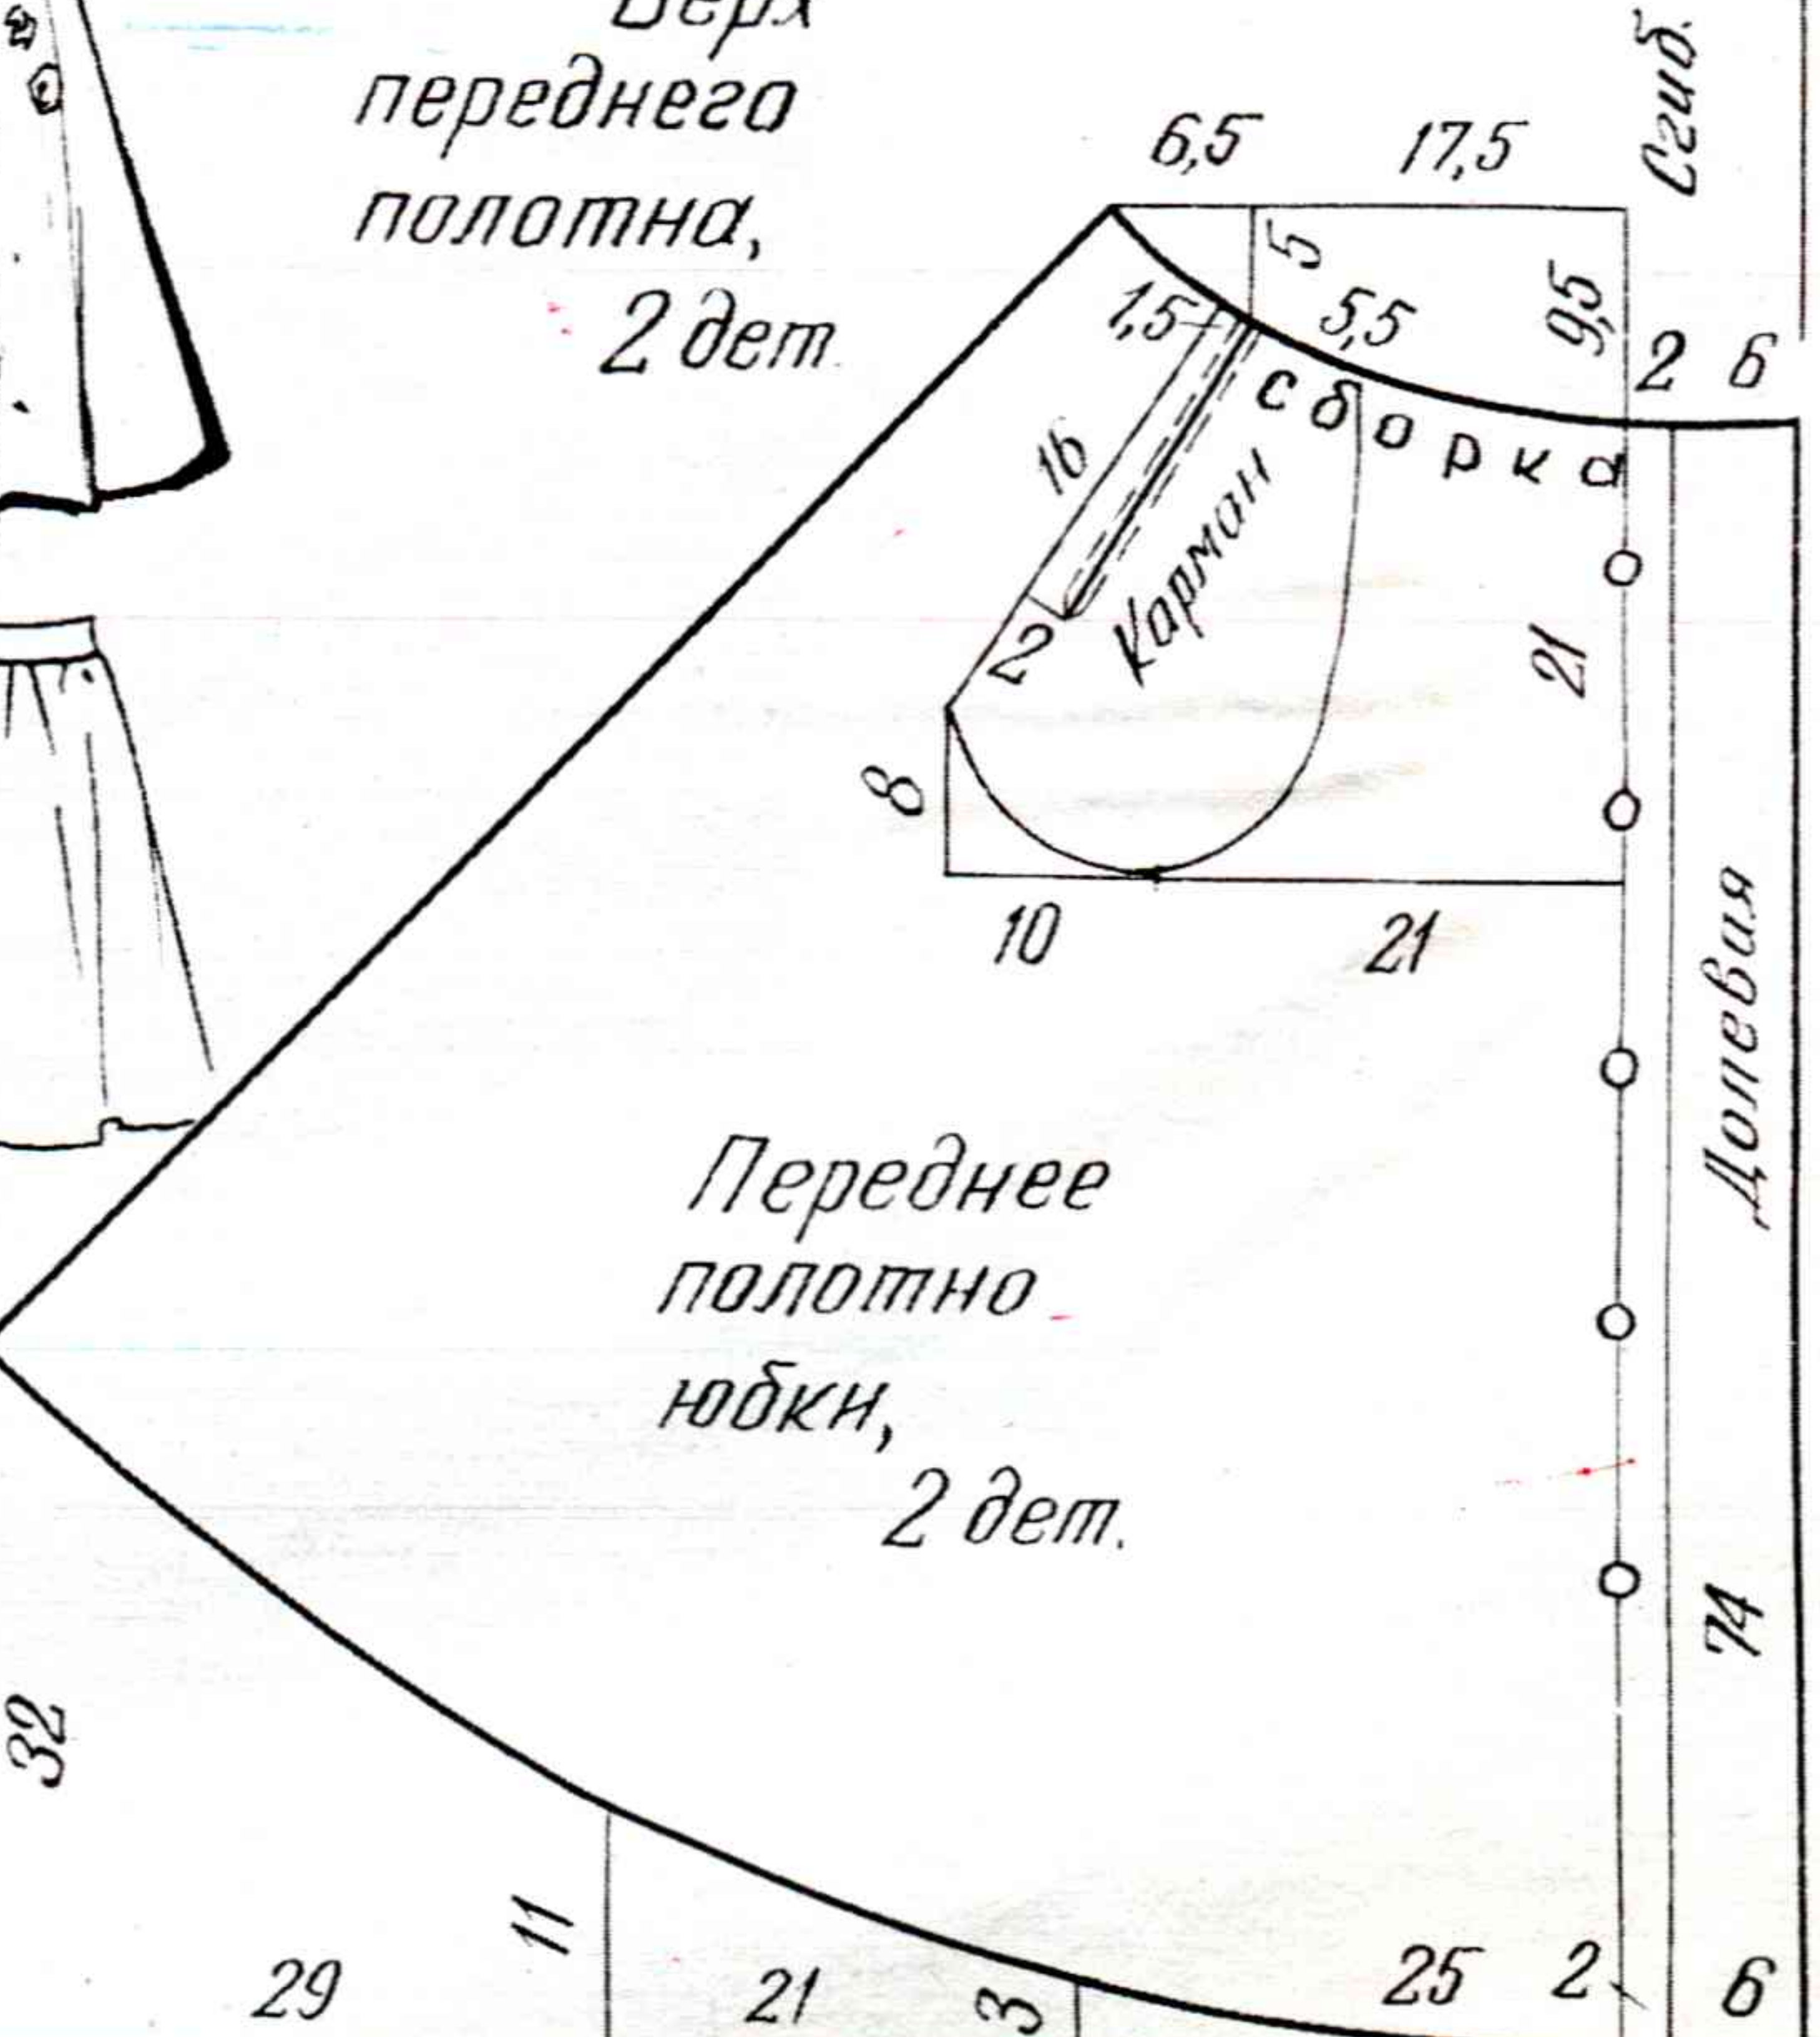 Верх
переднего
полотна,
2 дет.
Сгиб.
6,5
17,5
5
1,5
5,5
9,5
2
6
сборка
16
Карман
2
21
8
10
21
Долевая
Переднее
полотно
юбки,
2 дет.
74
32
11
29
21
3
25
2
6